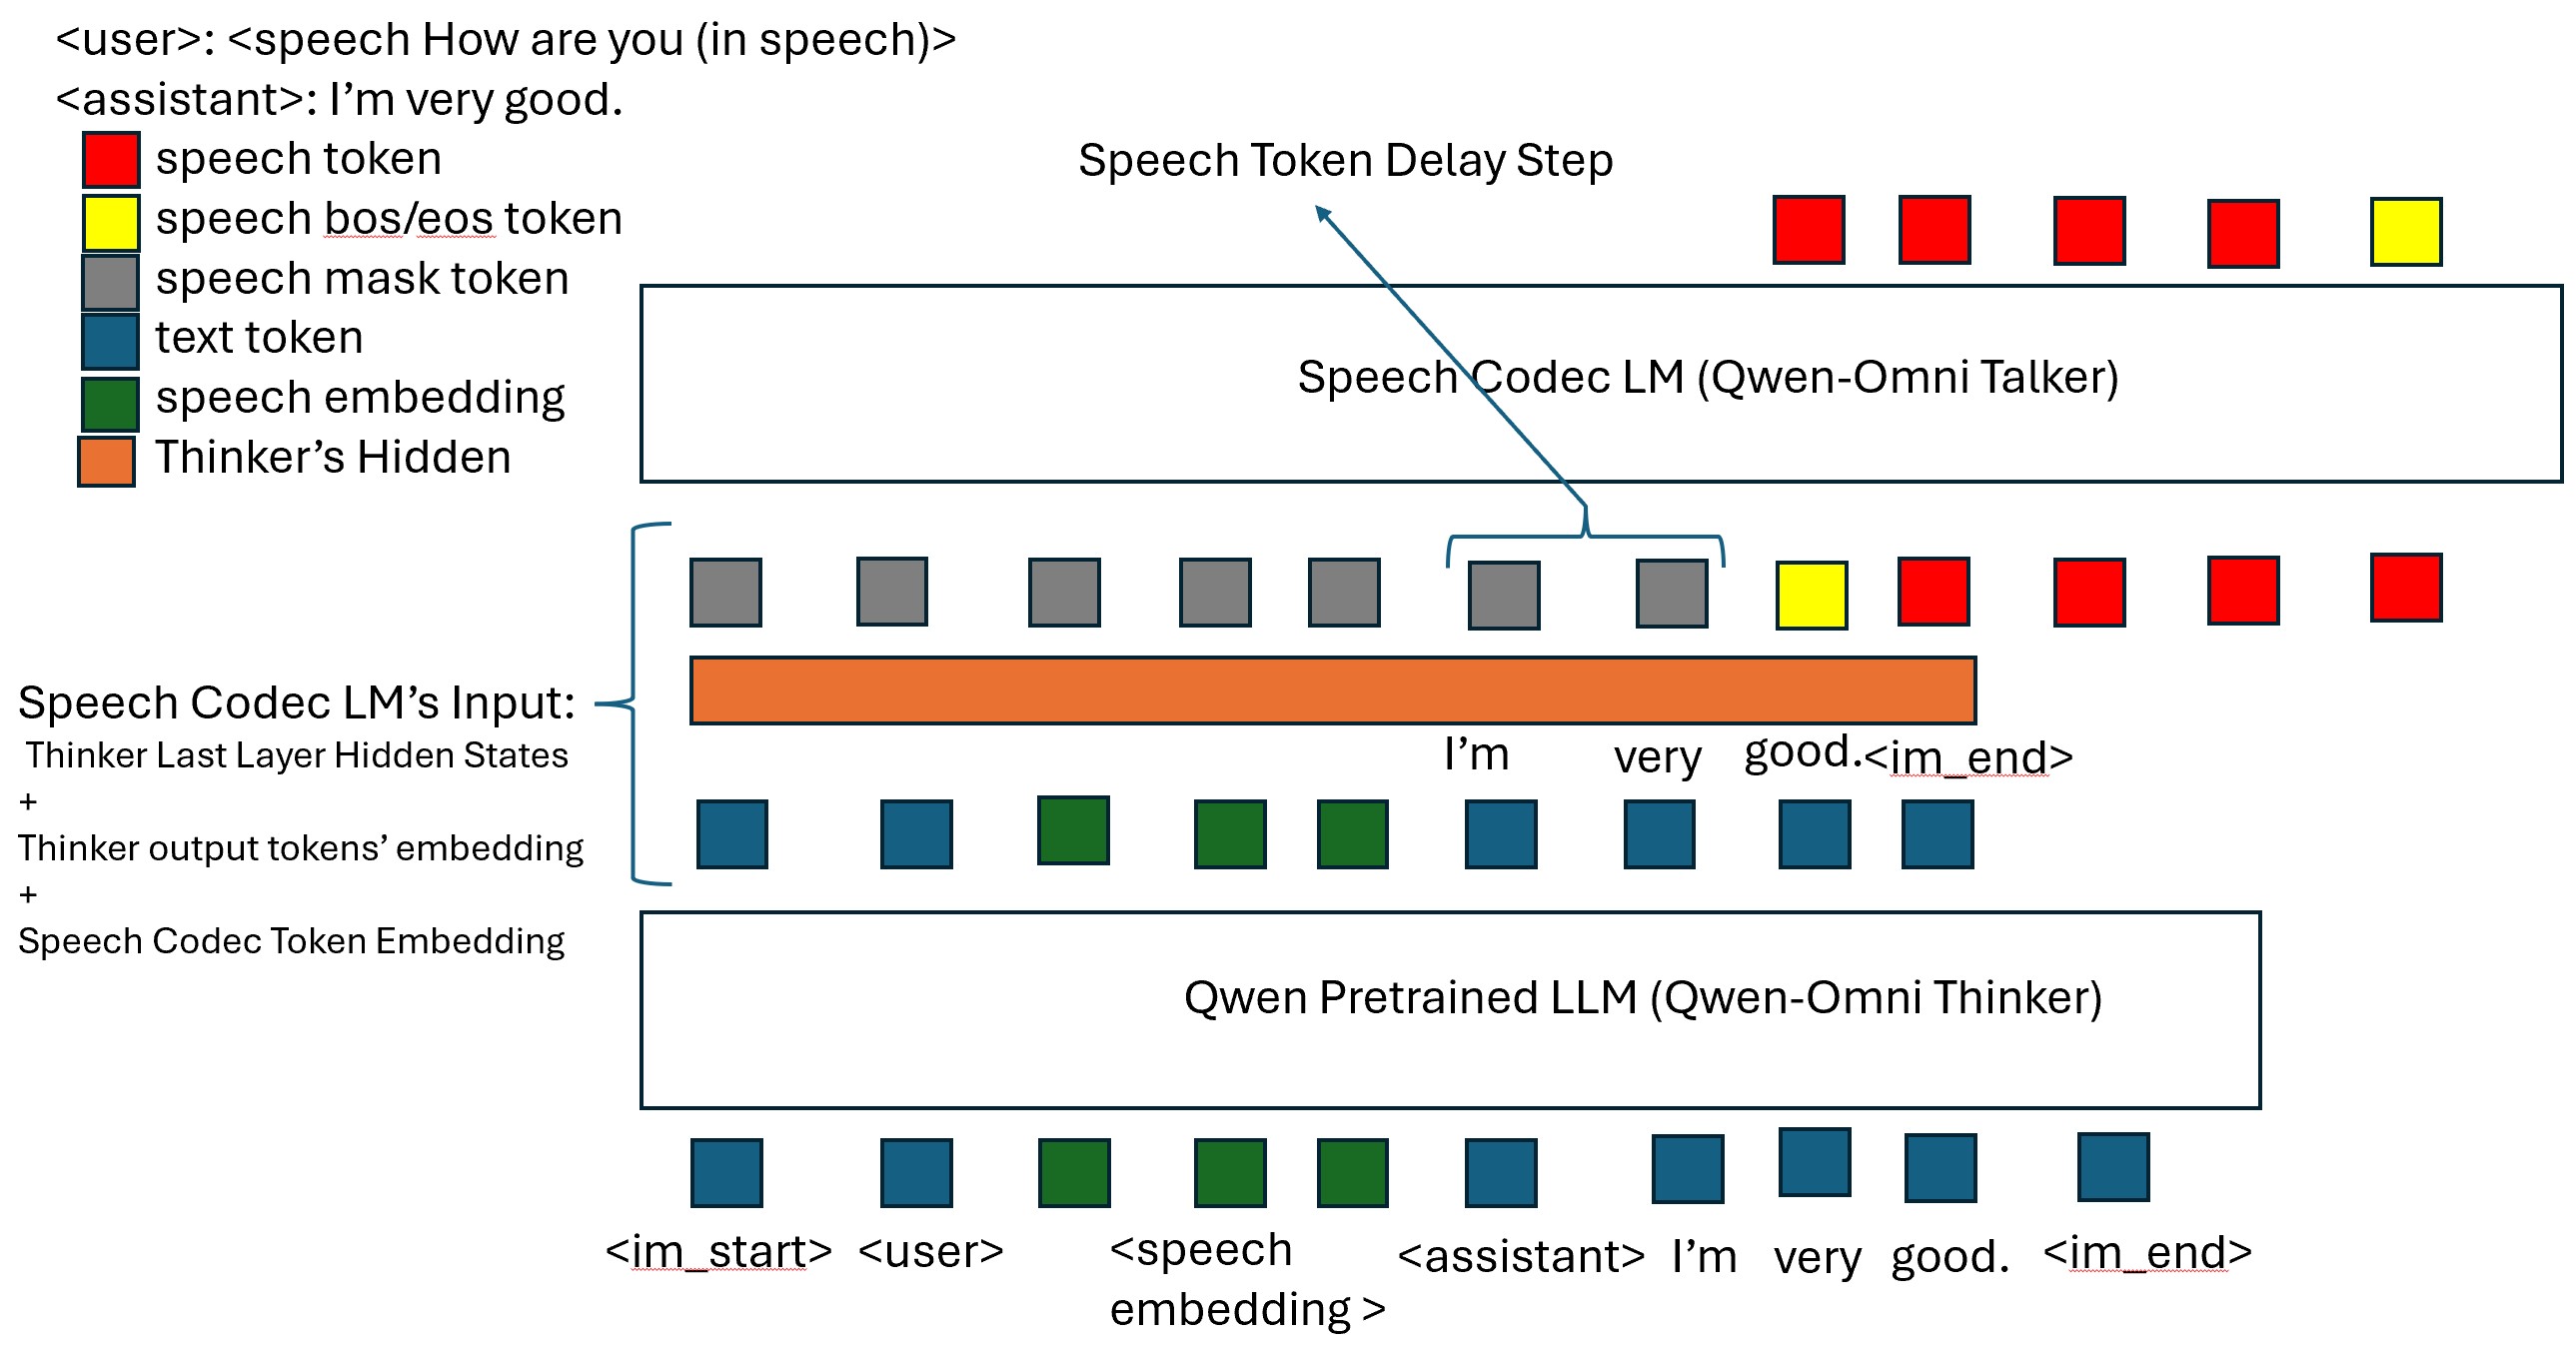 <user>: <speech How are you (in speech)>
<assistant>: I’m very good.
speech token
speech bos/eos token
speech mask token
text token
speech embedding
Thinker’s Hidden
Speech Token Delay Step
Speech Codec LM (Qwen-Omni Talker)
Speech Codec LM’s Input:
Thinker Last Layer Hidden States
+
Thinker output tokens’ embedding
+
Speech Codec Token Embedding
I’m very good. <im_end>
Qwen Pretrained LLM (Qwen-Omni Thinker)
<im_start> <user> <speech
embedding > <assistant> I’m very good. <im_end>